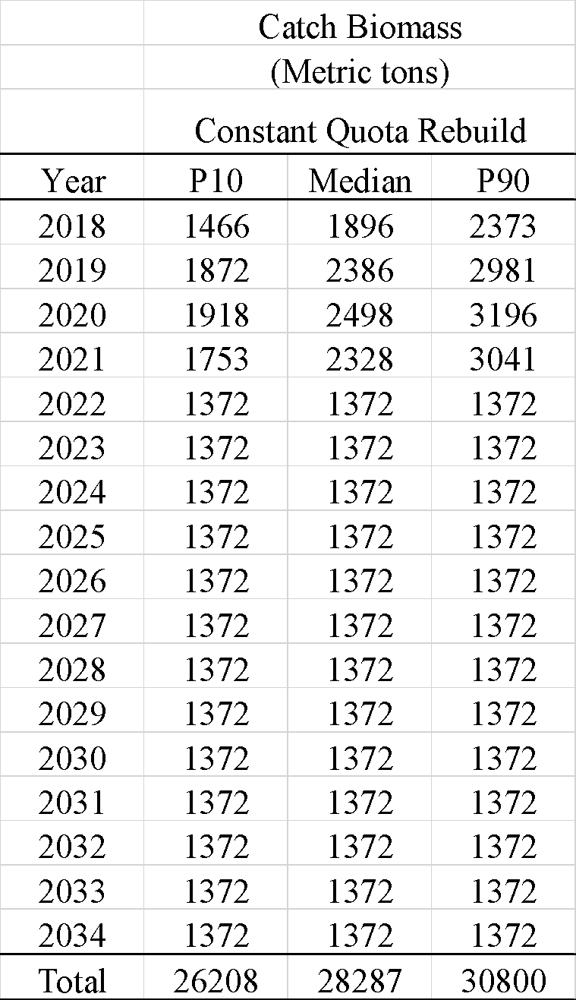 Catch Biomass
(Metric tons)
Constant Quota Rebuild
Year P10 Median P90
2018 1466 1896 2373
2019 1872 2386 2981
2020 1918 2498 3196
2021 1753 2328 3041
2022 1372 1372 1372
2023 1372 1372 1372
2024 1372 1372 1372
2025 1372 1372 1372
2026 1372 1372 1372
2027 1372 1372 1372
2028 1372 1372 1372
2029 1372 1372 1372
2030 1372 1372 1372
2031 1372 1372 1372
2032 1372 1372 1372
2033 1372 1372 1372
2034 1372 1372 1372
Total 26208 28287 30800